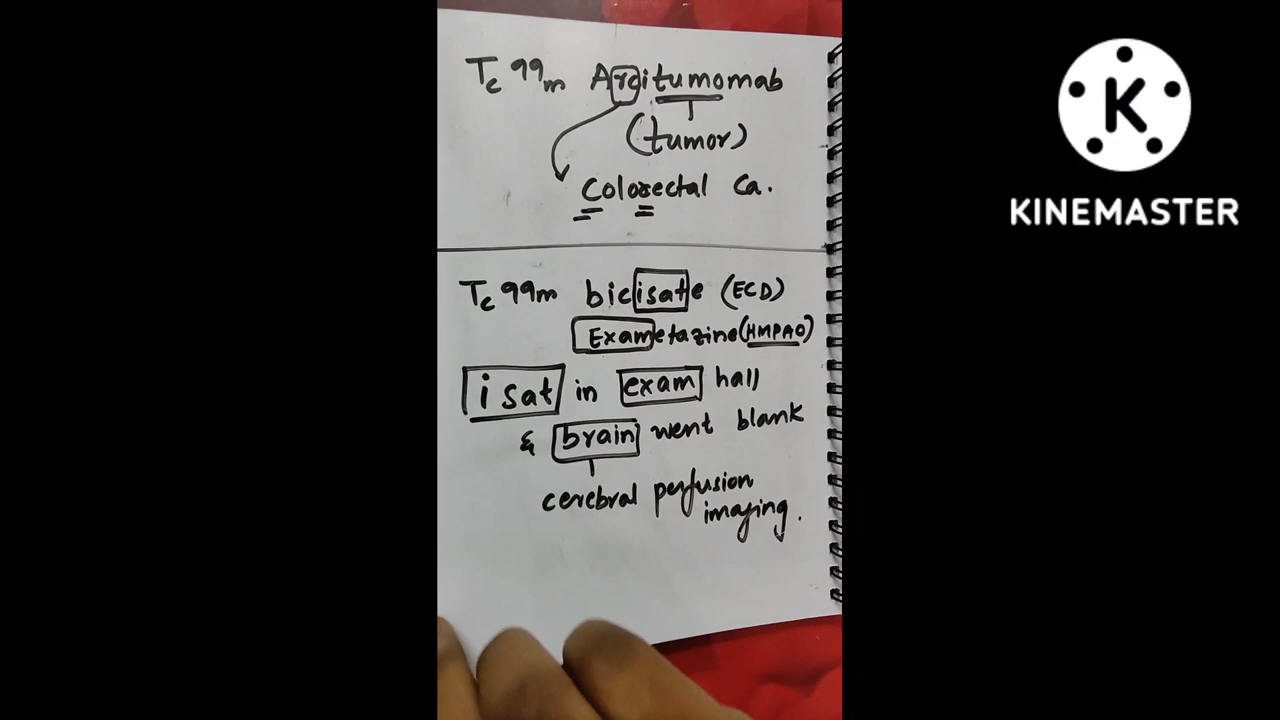 Tc 99m Arcitumomab
(tumor)
Colorectal Ca.
Tc 99m bicisate (ECD)
Exametazine (HMPAO)
i sat in exam hall
& brain went blank
cerebral perfusion
imaging.
K
KINEMASTER